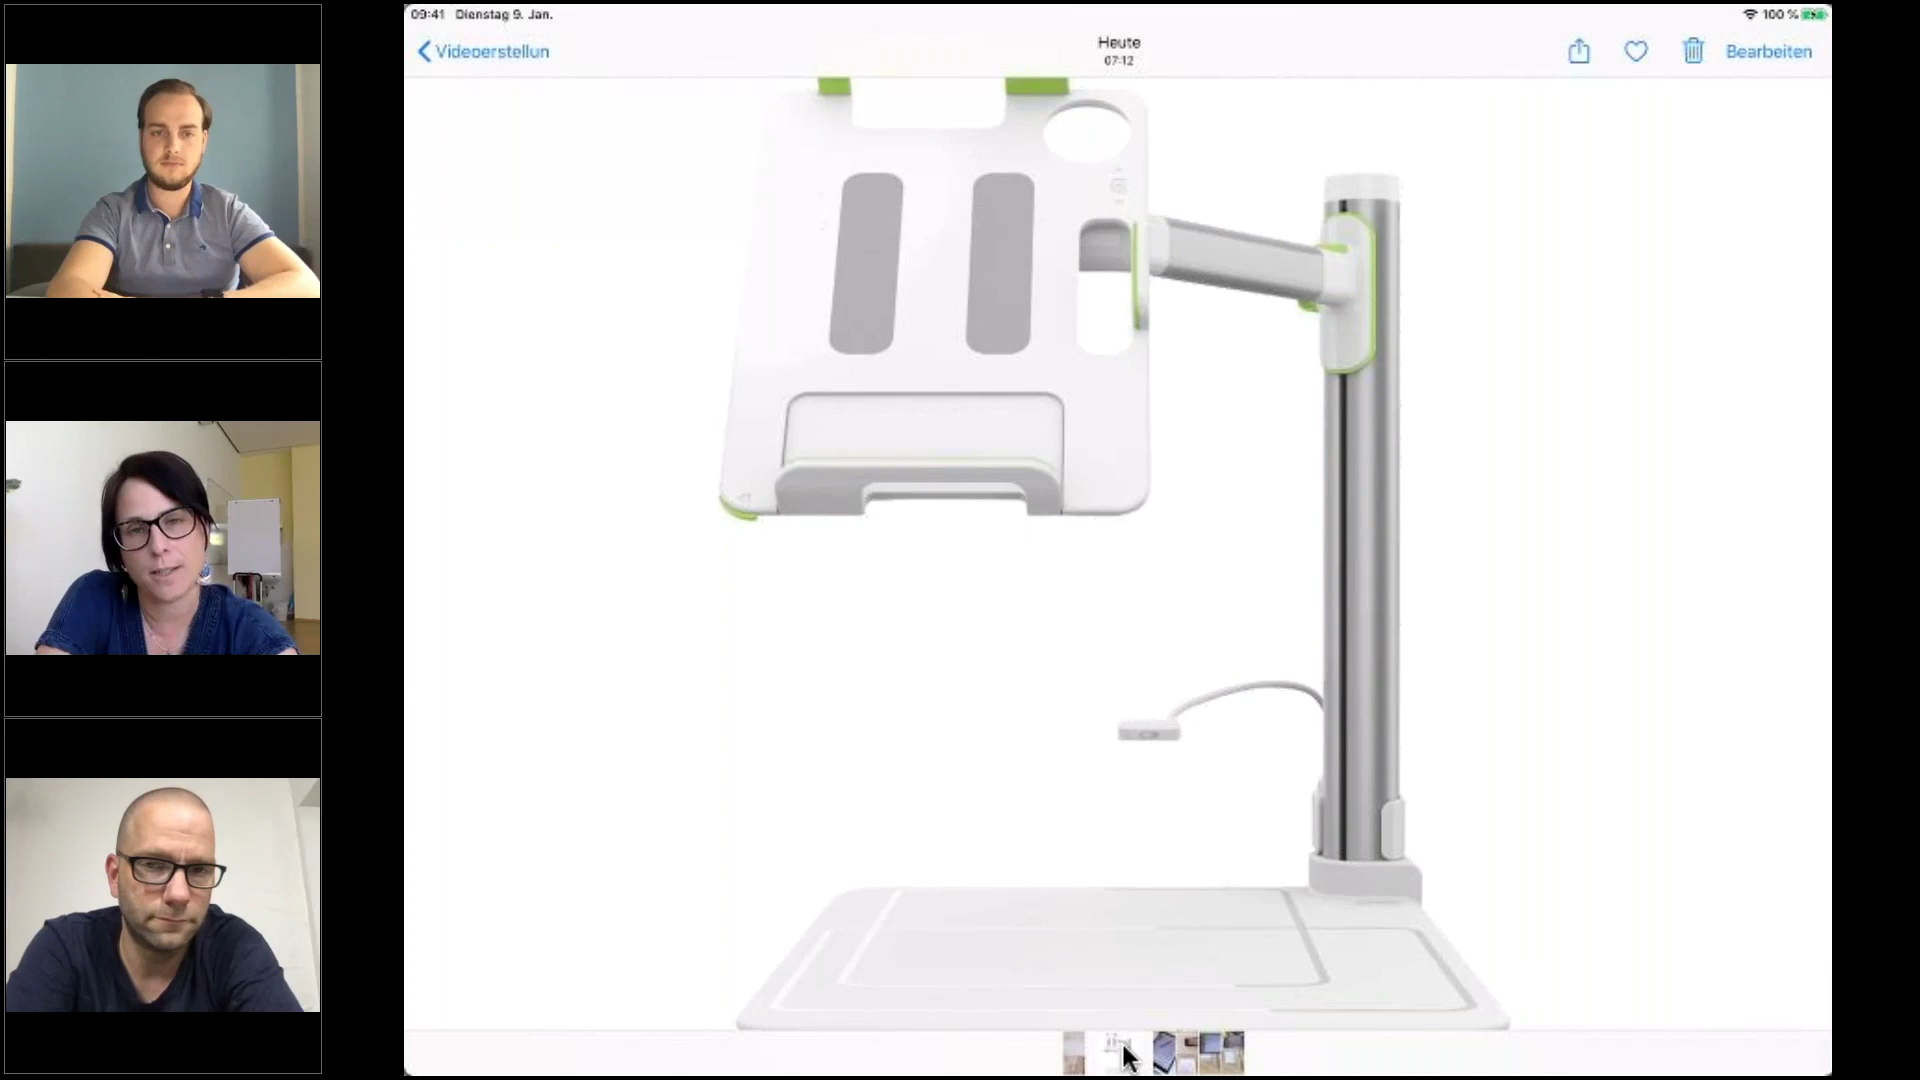 09:41 Dienstag 9. Jan.
100 %
Videoerstellun
Heute
07:12
Bearbeiten